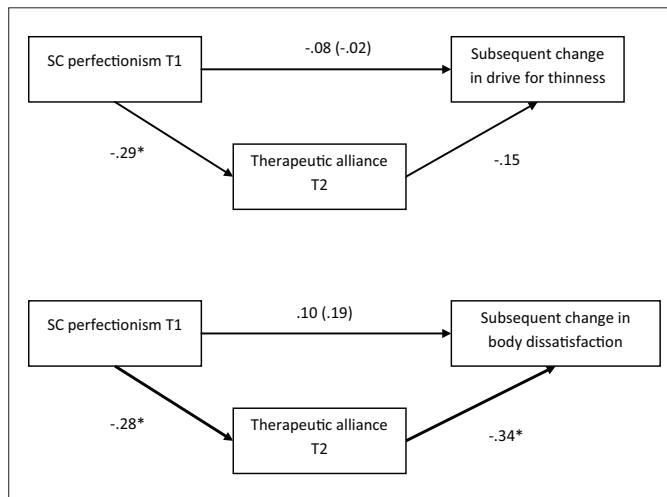 SC perfectionism T1
-.08 (-.02)
Subsequent change
in drive for thinness
-.29*
Therapeutic alliance
T2
-.15
SC perfectionism T1
.10 (.19)
Subsequent change in
body dissatisfaction
-.28*
Therapeutic alliance
T2
-.34*